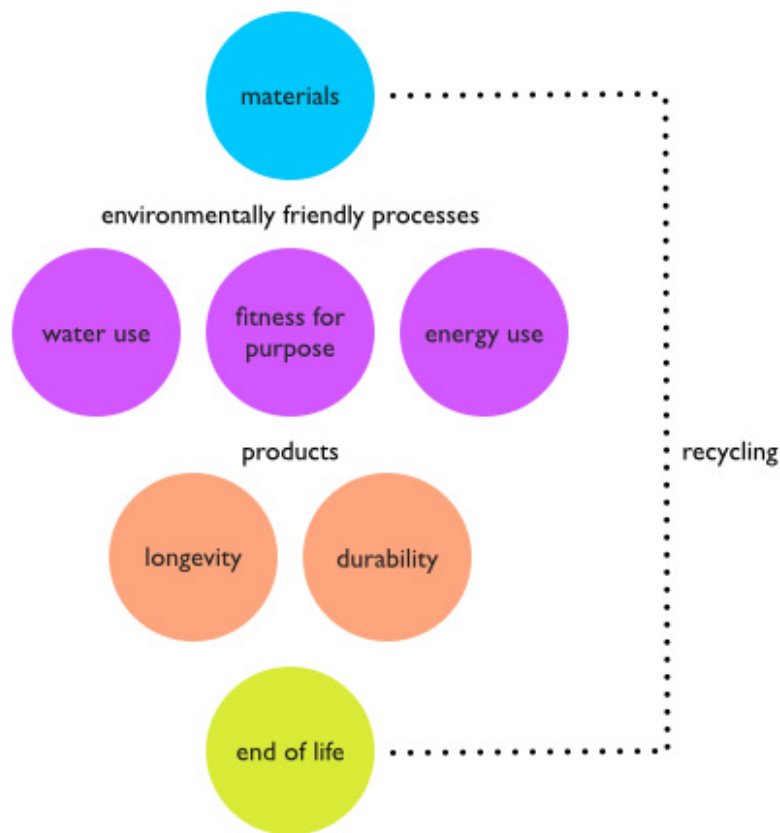 materials
environmentally friendly processes
water use
fitness for
purpose
energy use
products
recycling
longevity
durability
end of life